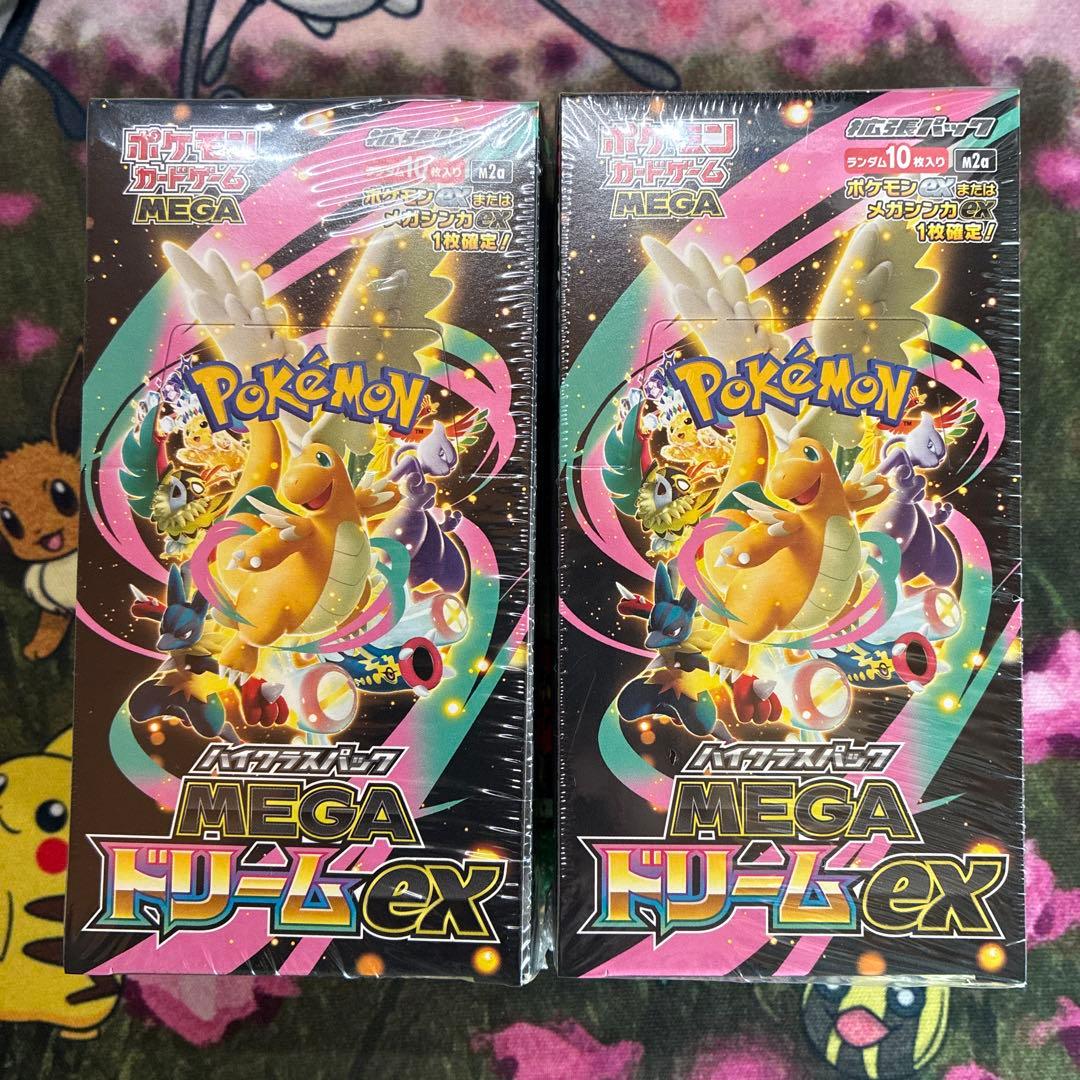 ポケモン
カードゲーム
MEGA
拡張パック
ランダム10枚入り
M2a
ポケモンexまたは
メガシンカex
1枚確定!
POKéMON
ハイクラスパック
MEGA
ドリームex
ポケモン
カードゲーム
MEGA
拡張パック
ランダム10枚入り
M2a
ポケモンexまたは
メガシンカex
1枚確定!
POKéMON
TM
ハイクラスパック
MEGA
ドリームex